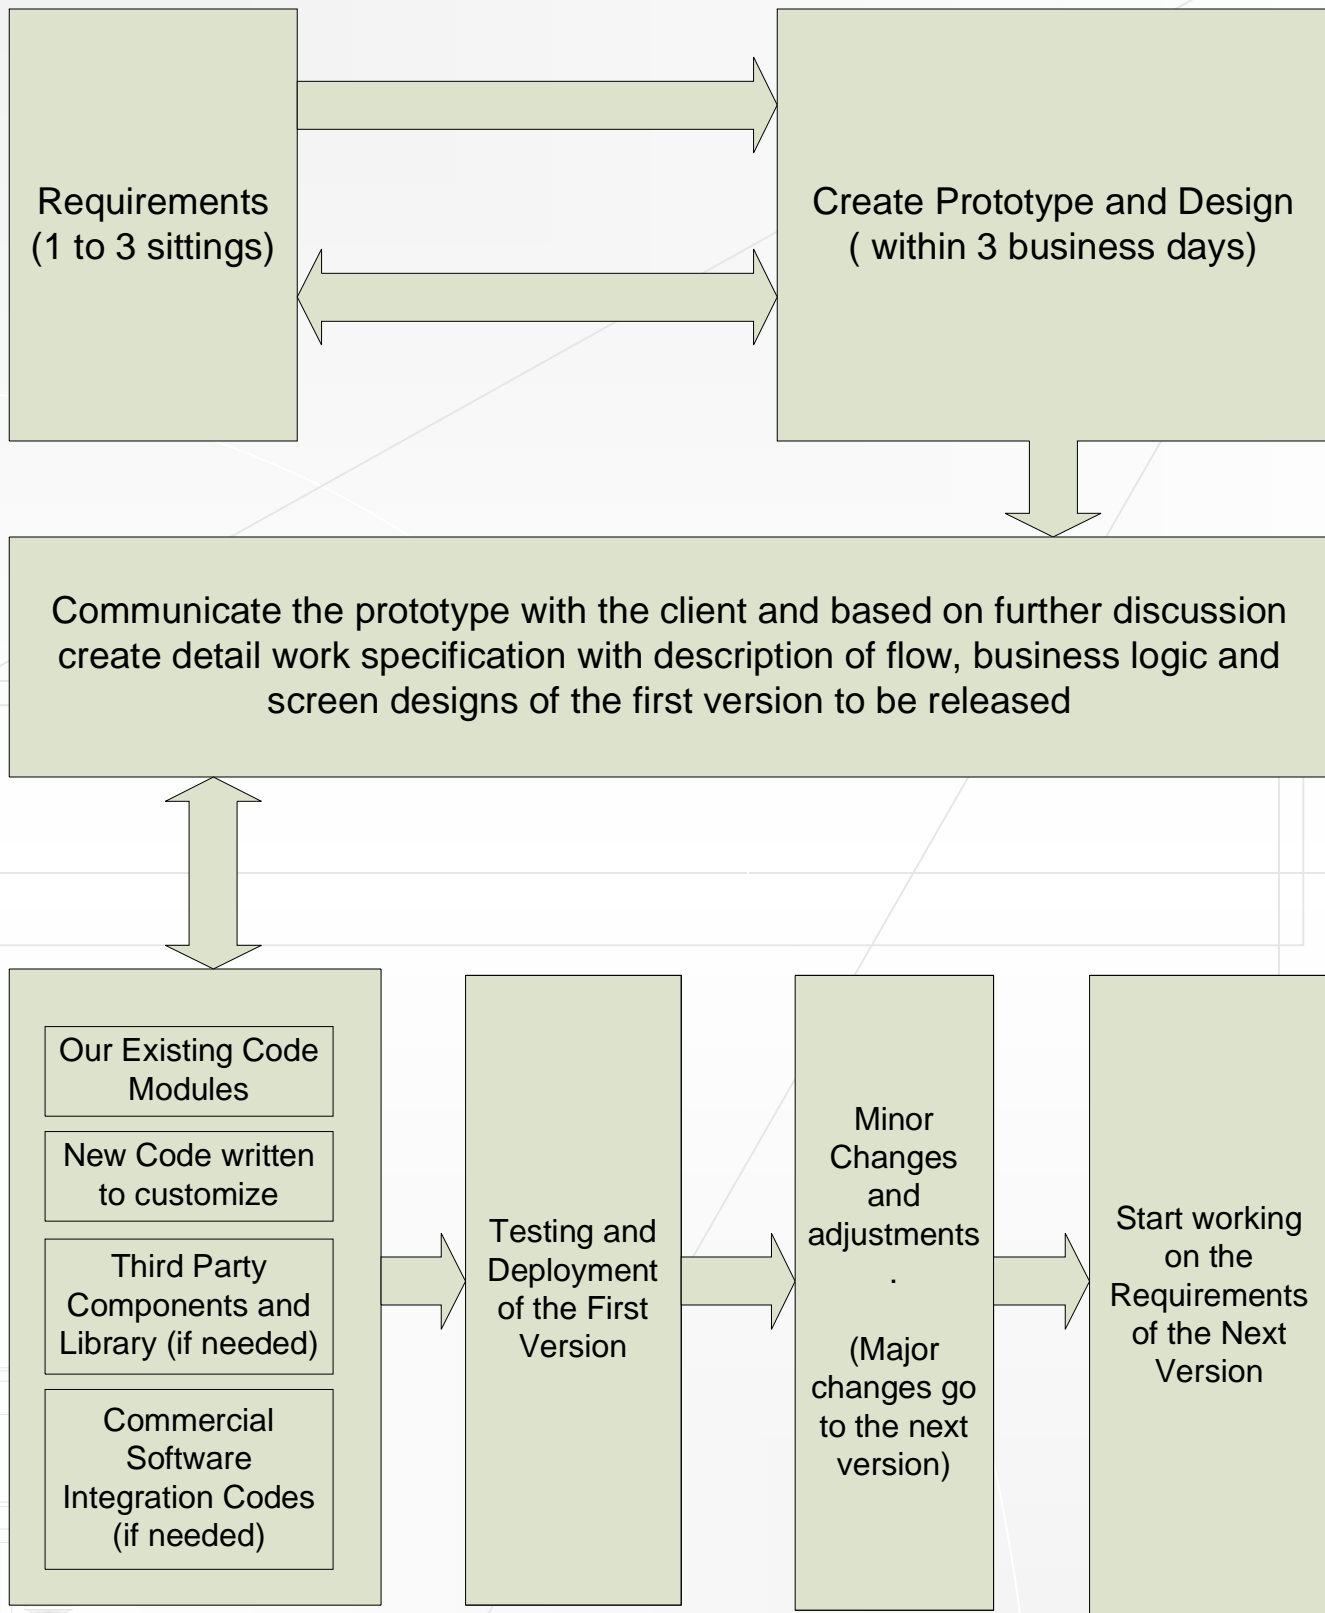 Requirements
(1 to 3 sittings)
Create Prototype and Design
( within 3 business days)
Communicate the prototype with the client and based on further discussion
create detail work specification with description of flow, business logic and
screen designs of the first version to be released
Our Existing Code
Modules
New Code written
to customize
Third Party
Components and
Library (if needed)
Commercial
Software
Integration Codes
(if needed)
Testing and
Deployment
of the First
Version
Minor
Changes
and
adjustments
.
(Major
changes go
to the next
version)
Start working
on the
Requirements
of the Next
Version